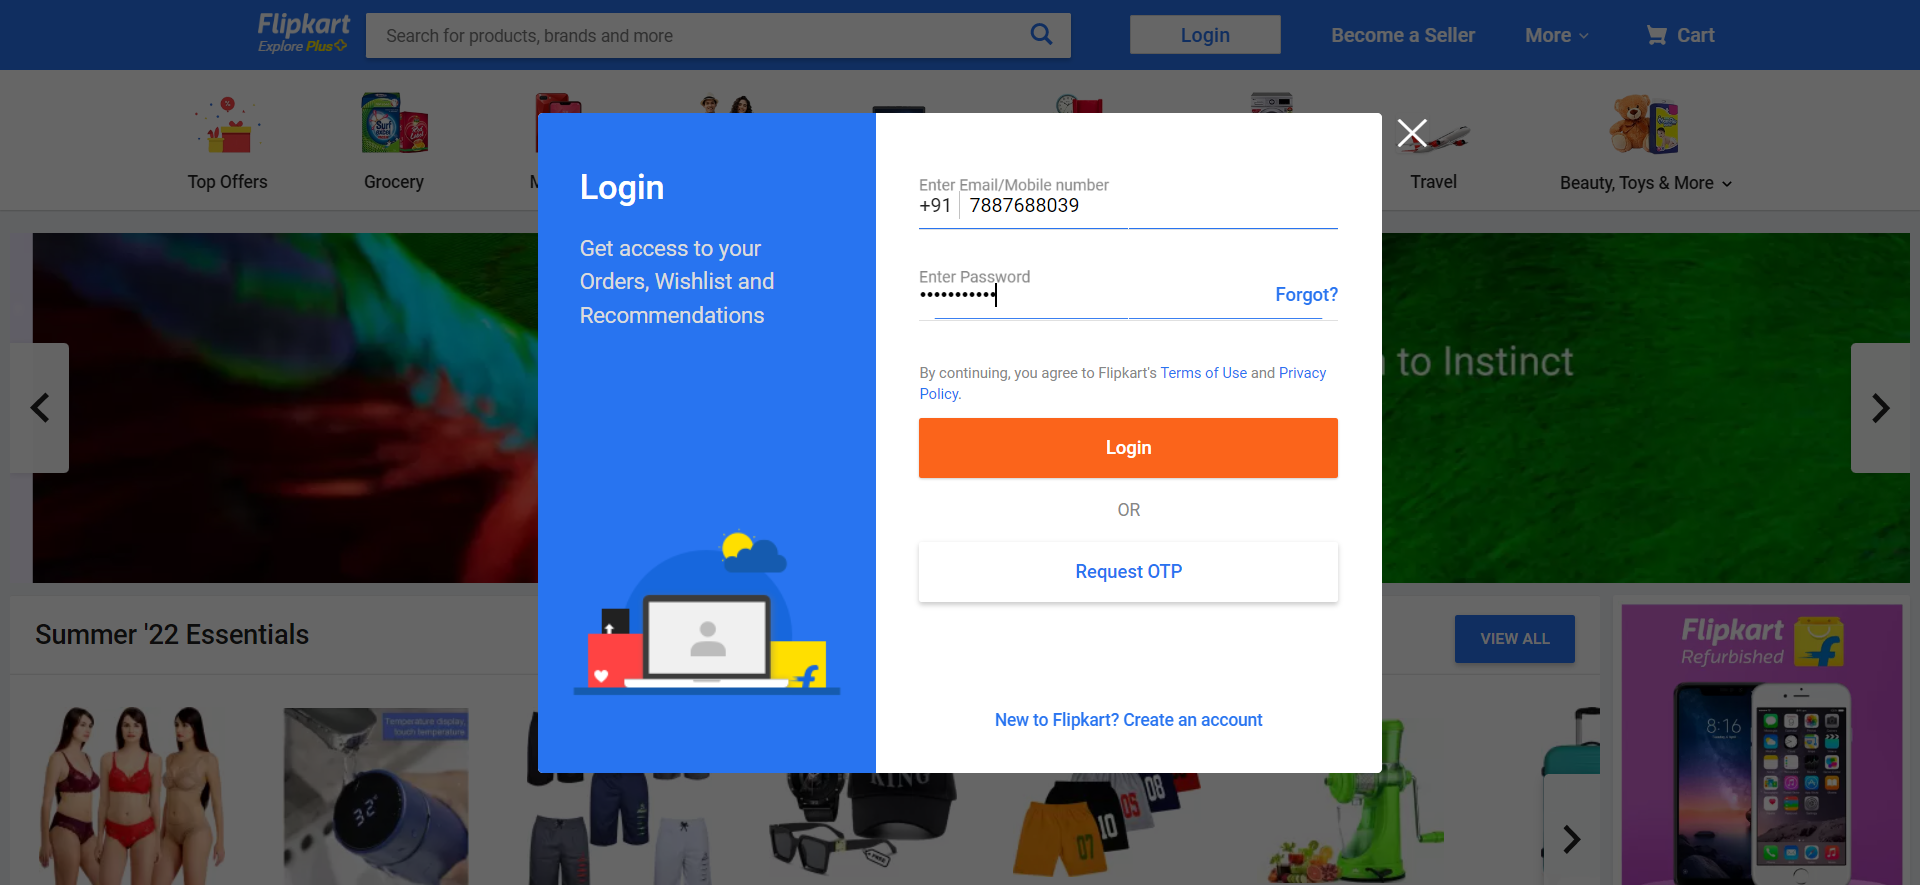 Flipkart
Explore Plus
Search for products, brands and more
Login
Become a Seller
More
Cart
Top Offers
Grocery
Travel
Beauty, Toys & More
Login
Get access to your
Orders, Wishlist and
Recommendations
Enter Email/Mobile number
+91 7887688039
Enter Password
•••••••••••
Forgot?
By continuing, you agree to Flipkart's Terms of Use and Privacy
Policy.
Login
OR
Request OTP
New to Flipkart? Create an account
to Instinct
Summer '22 Essentials
VIEW ALL
Flipkart
Refurbished
Temperature display,
Touch temperature
32°
KING
FREE
07
10
05
08
8:16